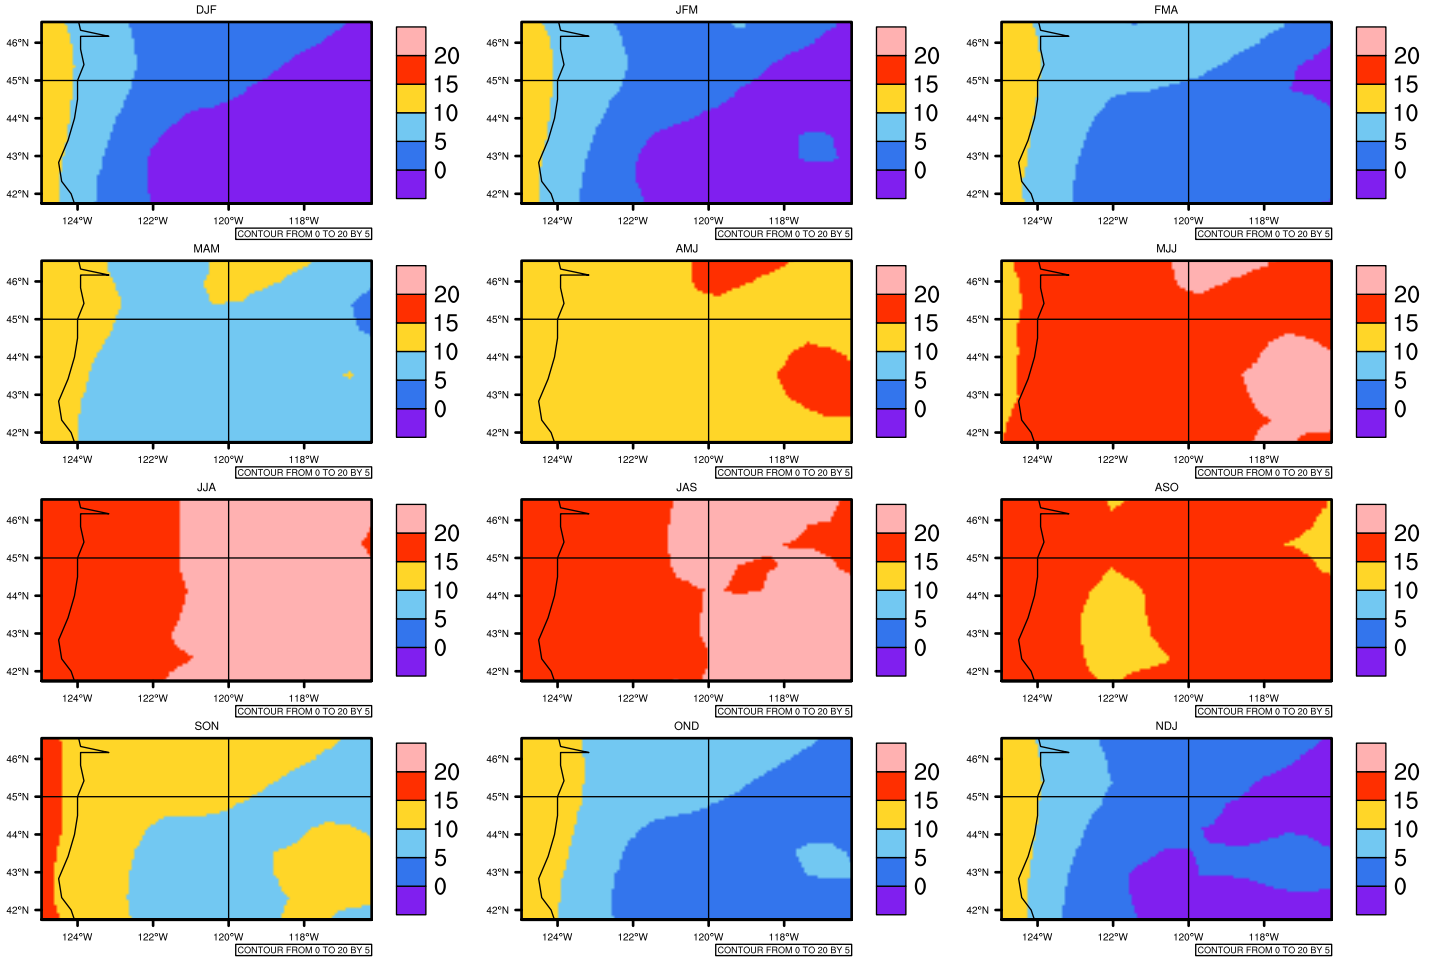 DJF JFM FMA
46°N 46°N 46°N
20 20 20
45°N 45°N 45°N
15 15 15
44°N 10 44°N 10 44°N 10
43°N 5 43°N 5 43°N 5
42°N 0 42°N 0 42°N 0
124°W 122°W 120°W 118°W 124°W 122°W 120°W 118°W 124°W 122°W 120°W 118°W
CONTOUR FROM 0 TO 20 BY 5 CONTOUR FROM 0 TO 20 BY 5 CONTOUR FROM 0 TO 20 BY 5
MAM AMJ MJJ
46°N 46°N 46°N
20 20 20
45°N 45°N 45°N
15 15 15
44°N 10 44°N 10 44°N 10
43°N 5 43°N 5 43°N 5
42°N 0 42°N 0 42°N 0
124°W 122°W 120°W 118°W 124°W 122°W 120°W 118°W 124°W 122°W 120°W 118°W
CONTOUR FROM 0 TO 20 BY 5 CONTOUR FROM 0 TO 20 BY 5 CONTOUR FROM 0 TO 20 BY 5
JJA JAS ASO
46°N 46°N 46°N
20 20 20
45°N 45°N 45°N
15 15 15
44°N 10 44°N 10 44°N 10
43°N 5 43°N 5 43°N 5
42°N 0 42°N 0 42°N 0
124°W 122°W 120°W 118°W 124°W 122°W 120°W 118°W 124°W 122°W 120°W 118°W
CONTOUR FROM 0 TO 20 BY 5 CONTOUR FROM 0 TO 20 BY 5 CONTOUR FROM 0 TO 20 BY 5
SON OND NDJ
46°N 46°N 46°N
20 20 20
45°N 45°N 45°N
15 15 15
44°N 10 44°N 10 44°N 10
43°N 5 43°N 5 43°N 5
42°N 0 42°N 0 42°N 0
124°W 122°W 120°W 118°W 124°W 122°W 120°W 118°W 124°W 122°W 120°W 118°W
CONTOUR FROM 0 TO 20 BY 5 CONTOUR FROM 0 TO 20 BY 5 CONTOUR FROM 0 TO 20 BY 5